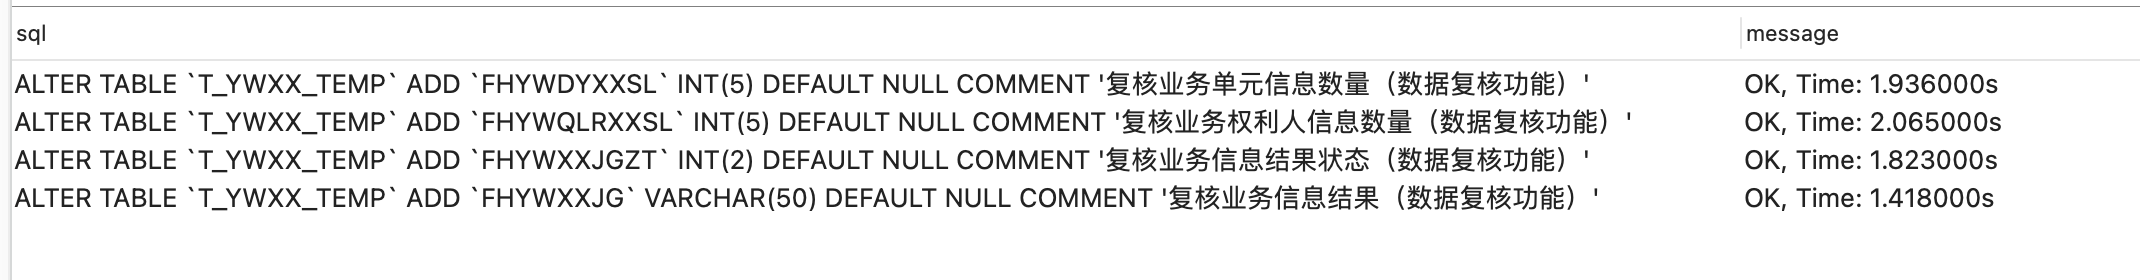 sql message
ALTER TABLE `T_YWXX_TEMP` ADD `FHYWDYXXSL` INT(5) DEFAULT NULL COMMENT '复核业务单元信息数量（数据复核功能）' OK, Time: 1.936000s
ALTER TABLE `T_YWXX_TEMP` ADD `FHYWQLRXXSL` INT(5) DEFAULT NULL COMMENT '复核业务权利人信息数量（数据复核功能）' OK, Time: 2.065000s
ALTER TABLE `T_YWXX_TEMP` ADD `FHYWXXJGZT` INT(2) DEFAULT NULL COMMENT '复核业务信息结果状态（数据复核功能）' OK, Time: 1.823000s
ALTER TABLE `T_YWXX_TEMP` ADD `FHYWXXJG` VARCHAR(50) DEFAULT NULL COMMENT '复核业务信息结果（数据复核功能）' OK, Time: 1.418000s